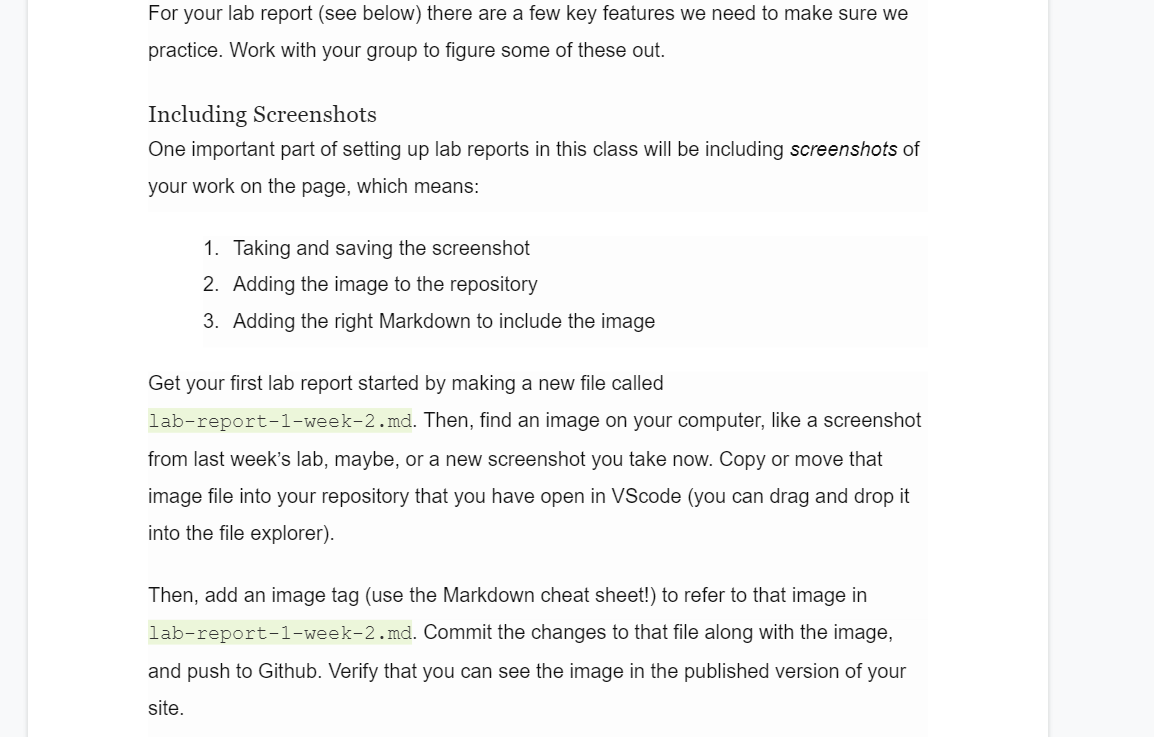 For your lab report (see below) there are a few key features we need to make sure we
practice. Work with your group to figure some of these out.
Including Screenshots
One important part of setting up lab reports in this class will be including screenshots of
your work on the page, which means:
1. Taking and saving the screenshot
2. Adding the image to the repository
3. Adding the right Markdown to include the image
Get your first lab report started by making a new file called
lab-report-1-week-2.md. Then, find an image on your computer, like a screenshot
from last week’s lab, maybe, or a new screenshot you take now. Copy or move that
image file into your repository that you have open in VScode (you can drag and drop it
into the file explorer).
Then, add an image tag (use the Markdown cheat sheet!) to refer to that image in
lab-report-1-week-2.md. Commit the changes to that file along with the image,
and push to Github. Verify that you can see the image in the published version of your
site.